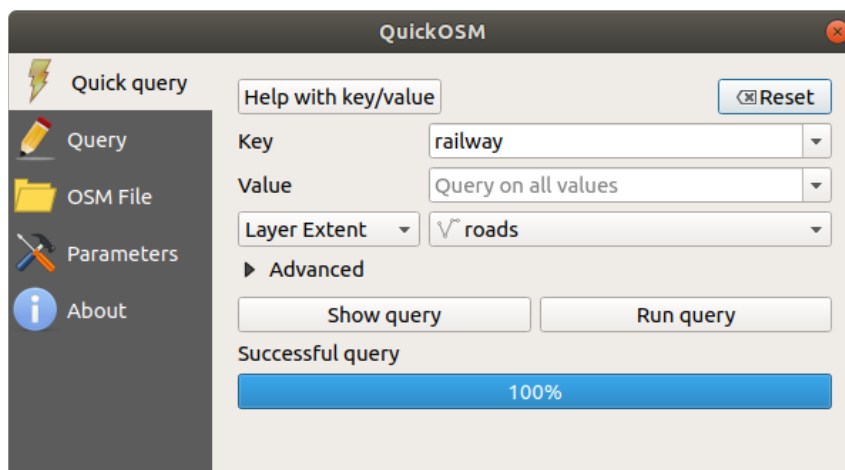 QuickOSM
Quick query
Query
OSM File
Parameters
About
Help with key/value
Reset
Key
railway
Value
Query on all values
Layer Extent
roads
Advanced
Show query
Run query
Successful query
100%